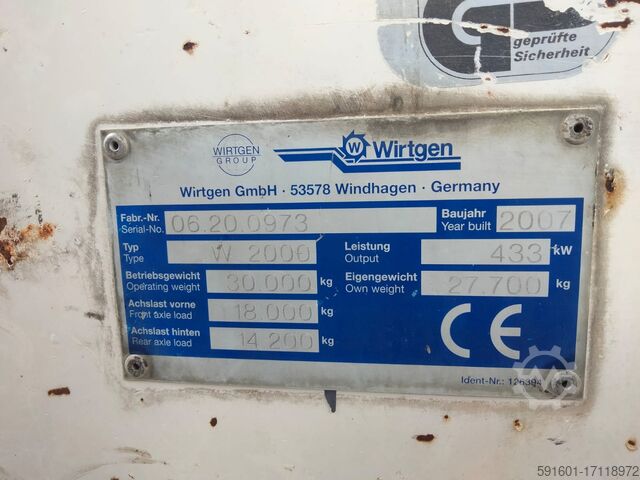 geprüfte
Sicherheit
WIRTGEN
GROUP
Wirtgen
Wirtgen GmbH · 53578 Windhagen · Germany
Fabr.-Nr.
Serial-No.
06.20.0973
Baujahr
Year built
2007
Typ
Type
W 2000
Leistung
Output
433 kW
Betriebsgewicht
Operating weight
30.000 kg
Eigengewicht
Own weight
27.700 kg
Achslast vorne
Front axle load
18.000 kg
Achslast hinten
Rear axle load
14.200 kg
CE
Ident-Nr.: 126394
591601-17118972